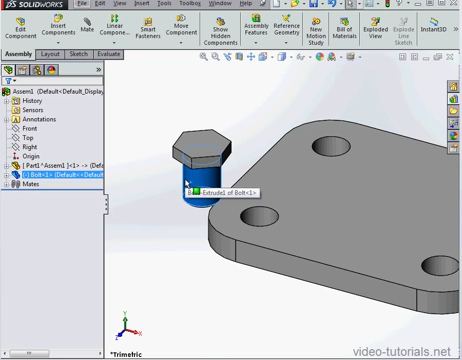 SOLIDWORKS File Edit View Insert Tools Toolbox Window Help
Edit Component
Insert Components
Mate
Linear Compone...
Smart Fasteners
Move Component
Show Hidden Components
Assembly Features
Reference Geometry
New Motion Study
Bill of Materials
Exploded View
Explode Line Sketch
Instant3D
Assembly Layout Sketch Evaluate
Assem1 (Default<Default_Display
History
Sensors
Annotations
Front
Top
Right
Origin
[ Part1^Assem1 ]<1> -> (Defa
(-) Bolt<1> (Default<<Default
Mates
Boss-Extrude1 of Bolt<1>
Y
X
Z
*Trimetric
video-tutorials.net